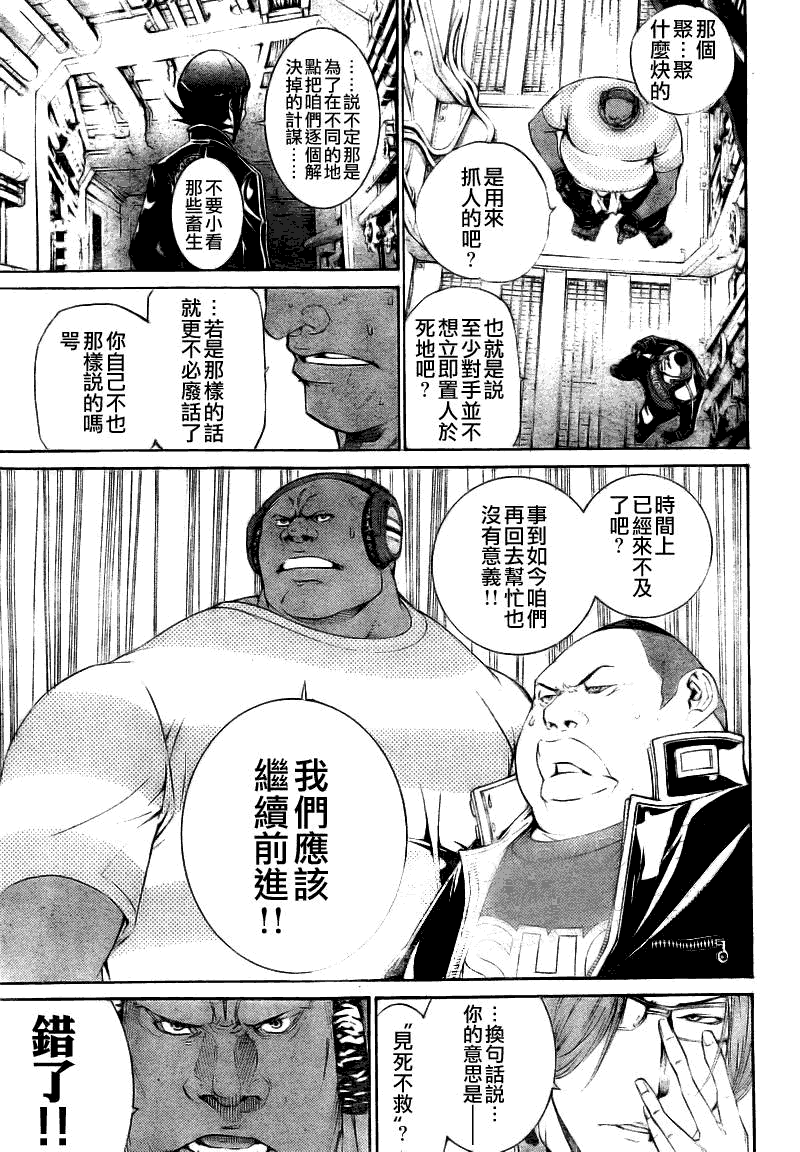 那個
聚…聚
什麼炔的
是用來
抓人的吧?
也就是說
至少對手並不
想立即置人於
死地吧?
……說不定那是
為了在不同的地
點把咱們逐個解
決掉的計謀……
不要小看
那些畜生
…若是那樣的話
就更不必廢話了
你自己不也
那樣說的嗎
咢
時間上
已經來不及
了吧?
事到如今咱們
再回去幫忙也
沒有意義!!
我們應該
繼續前進!!
…換句話說…
你的意思是──
“見死不救”?
錯了!!